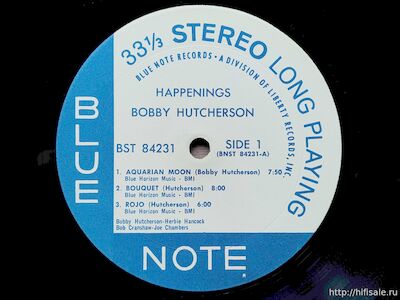 33 1/3 STEREO LONG PLAYING
BLUE NOTE RECORDS • A DIVISION OF LIBERTY RECORDS, INC.
HAPPENINGS
BOBBY HUTCHERSON
BST 84231
SIDE 1
(BNST 84231-A)
1. AQUARIAN MOON (Bobby Hutcherson) 7:50
Blue Horizon Music - BMI
2. BOUQUET (Hutcherson) 8:00
Blue Horizon Music - BMI
3. ROJO (Hutcherson) 6:00
Blue Horizon Music - BMI
Bobby Hutcherson-Herbie Hancock
Bob Cranshaw-Joe Chambers
BLUE
NOTE
http://hifisale.ru